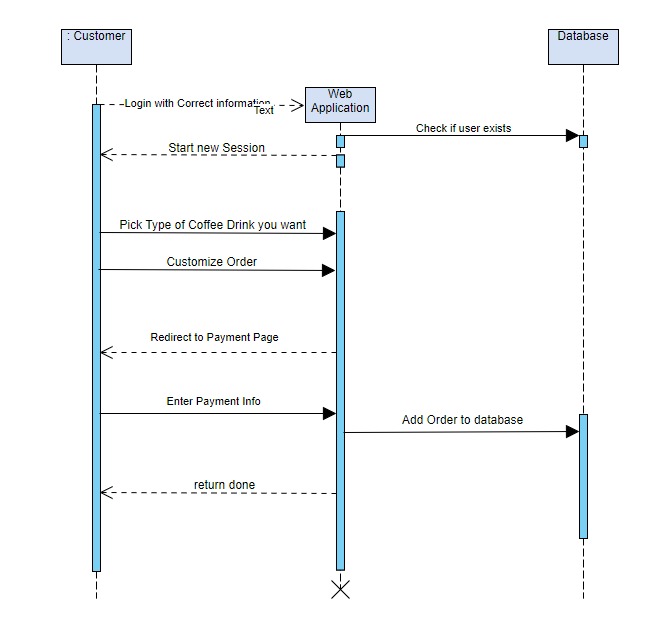 : Customer
Database
Web
Application
Login with Correct information
Text
Check if user exists
Start new Session
Pick Type of Coffee Drink you want
Customize Order
Redirect to Payment Page
Enter Payment Info
Add Order to database
return done